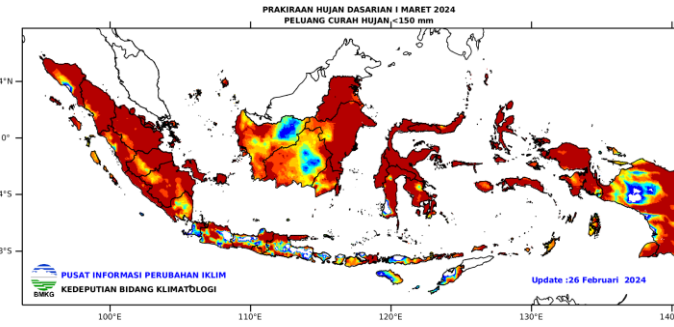 PRAKIRAAN HUJAN DASARIAN I MARET 2024
PELUANG CURAH HUJAN <150 mm
4°N
0°
4°S
8°S
PUSAT INFORMASI PERUBAHAN IKLIM
KEDEPUTIAN BIDANG KLIMATOLOGI
BMKG
Update :26 Februari 2024
100°E
110°E
120°E
130°E